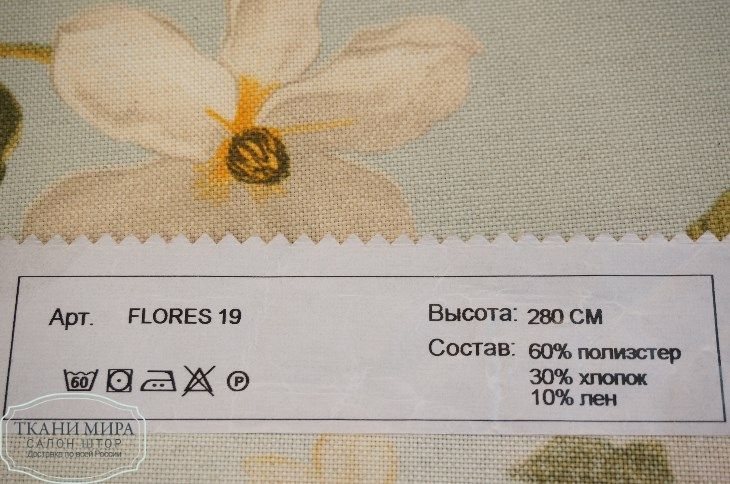 Арт. FLORES 19
Высота: 280 СМ
Состав: 60% полиэстер
30% хлопок
10% лен
60 P
ТКАНИ МИРА
САЛОН ШТОР
Доставка по всей России